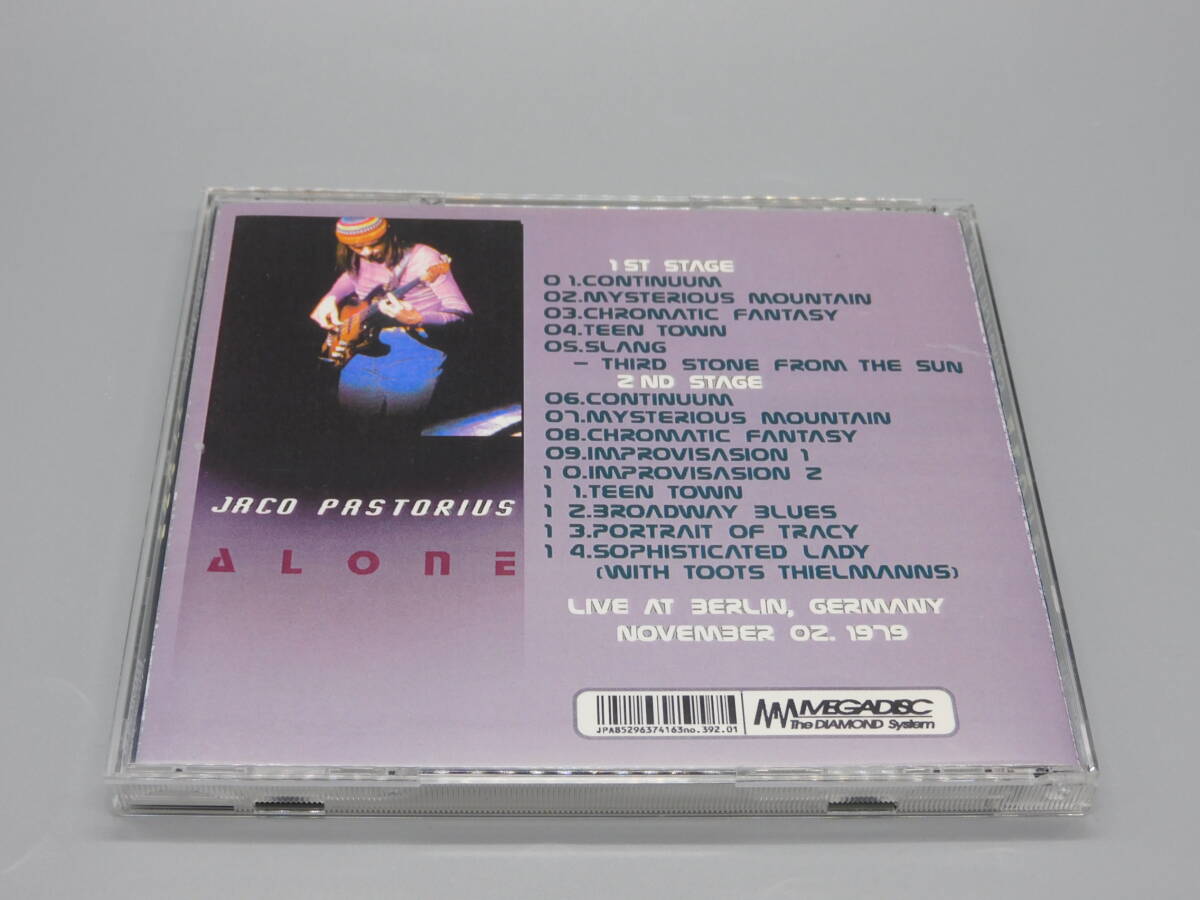 JACO PASTORIUS
ALONE
1ST STAGE
01.CONTINUUM
02.MYSTERIOUS MOUNTAIN
03.CHROMATIC FANTASY
04.TEEN TOWN
05.SLANG
– THIRD STONE FROM THE SUN
2ND STAGE
06.CONTINUUM
07.MYSTERIOUS MOUNTAIN
08.CHROMATIC FANTASY
09.IMPROVISASION 1
10.IMPROVISASION 2
11.TEEN TOWN
12.BROADWAY BLUES
13.PORTRAIT OF TRACY
14.SOPHISTICATED LADY
(WITH TOOTS THIELMANNS)
LIVE AT BERLIN, GERMANY
NOVEMBER 02. 1979
JPA85296374163no.392.01
MEGADISC
The DIAMOND System